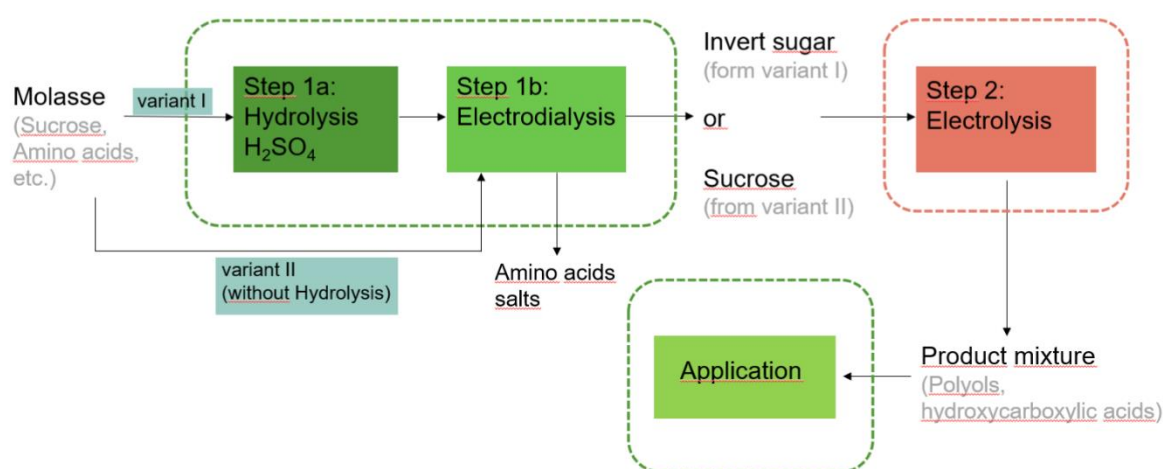 Molasse
(Sucrose,
Amino acids,
etc.)
variant I
Step 1a:
Hydrolysis
H₂SO₄
Step 1b:
Electrodialysis
Invert sugar
(form variant I)
or
Sucrose
(from variant II)
Step 2:
Electrolysis
variant II
(without Hydrolysis)
Amino acids
salts
Application
Product mixture
(Polyols,
hydroxycarboxylic acids)